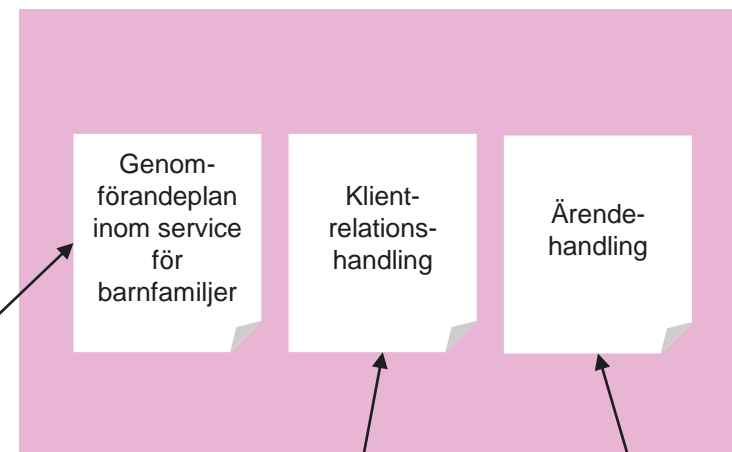 Genom-
förandeplan
inom service
för
barnfamiljer
Klient-
relations-
handling
Ärende-
handling